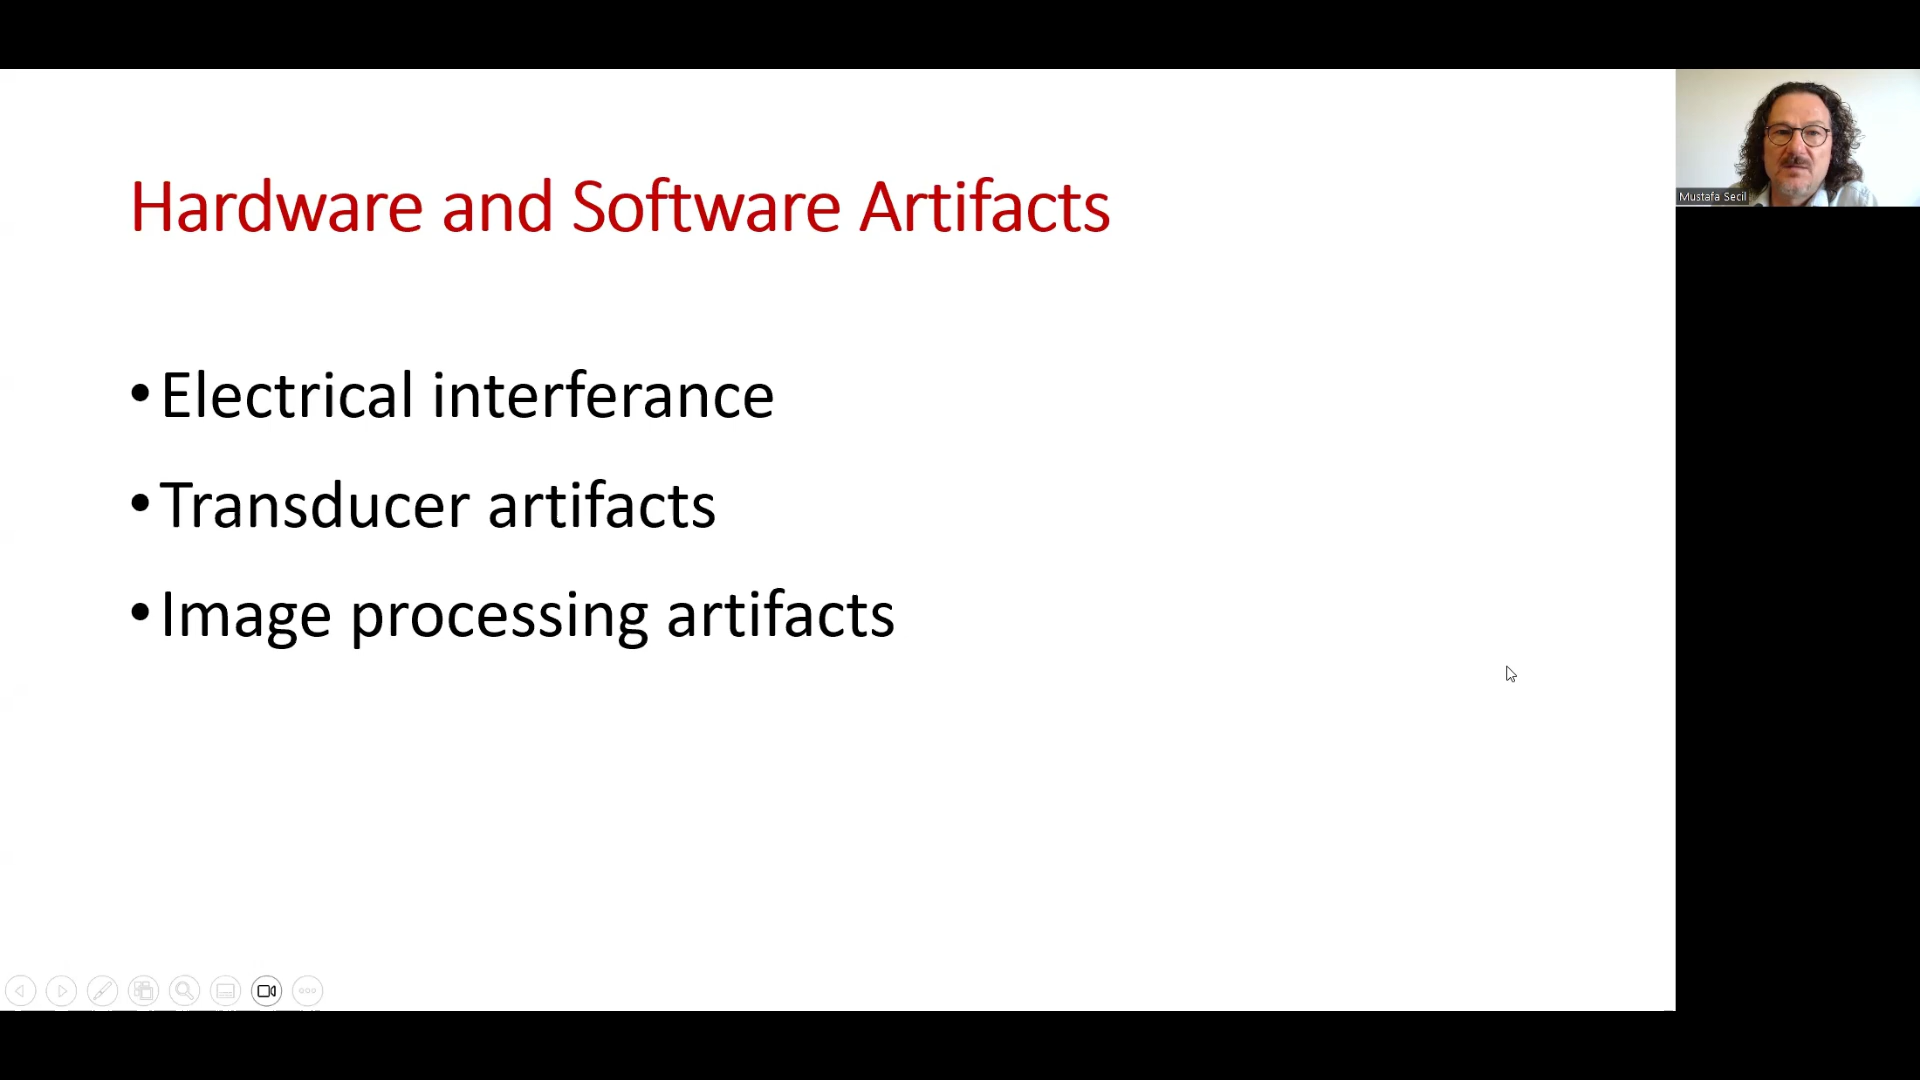 Hardware and Software Artifacts
Mustafa Secil
•Electrical interferance
•Transducer artifacts
•Image processing artifacts